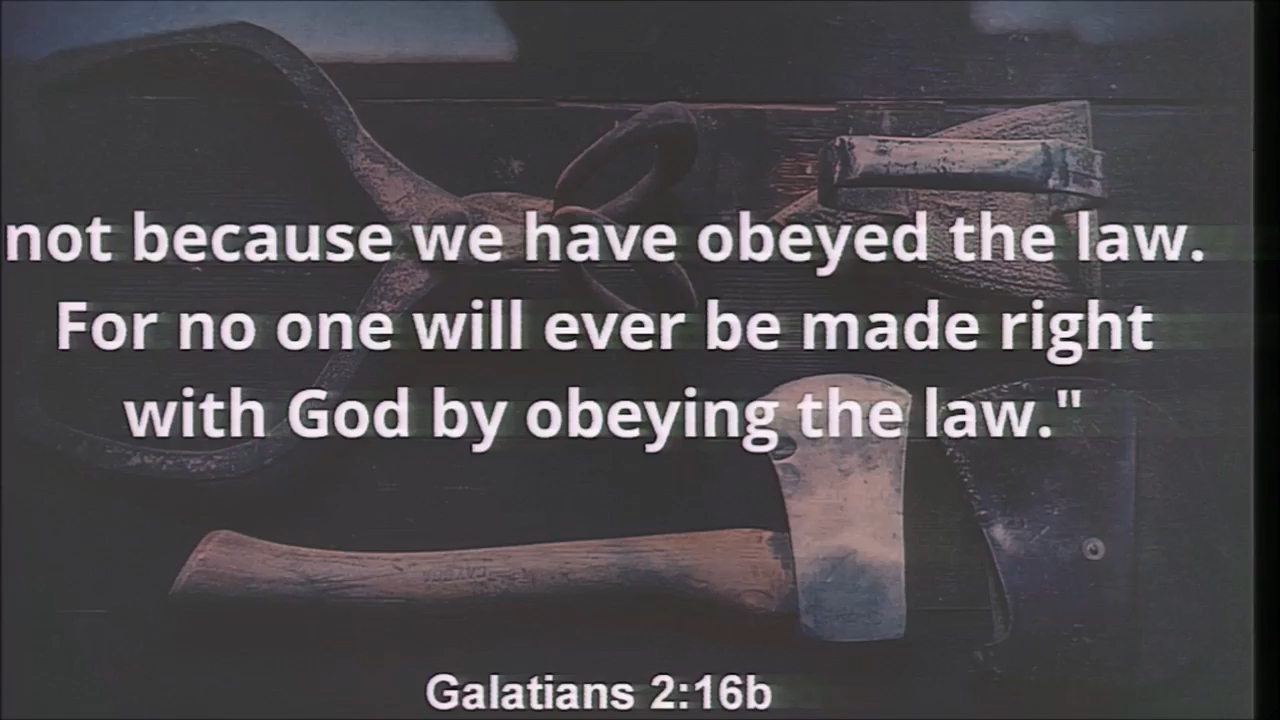 not because we have obeyed the law.
For no one will ever be made right
with God by obeying the law."
Galatians 2:16b